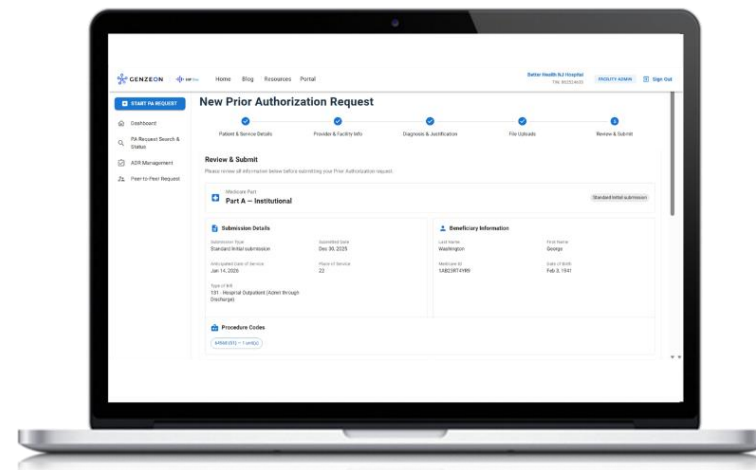 GENZEON
Home Blog Resources Portal
Better Health NJ Hospital
FACILITY ADMIN
Sign Out
START PA REQUEST
New Prior Authorization Request
Dashboard
PA Request Search & Status
ADR Management
Peer to Peer Request
Patient & Service Details
Provider & Facility Info
Diagnosis & Justification
File Uploads
5
Review & Submit
Review & Submit
Please review all information below before submitting your Prior Authorization request.
Medicare Part
Part A — Institutional
Standard Initial submission
Submission Details
Submission Type
Standard Initial submission
Submitted Date
Dec 30, 2025
Anticipated Date of Service
Jan 14, 2026
Place of Service
22
Type of Bill
131 - Hospital Outpatient (Admit through
Discharge)
Beneficiary Information
Last Name
Washington
First Name
George
Medicare ID
Date of Birth
Feb 3, 1941
Procedure Codes